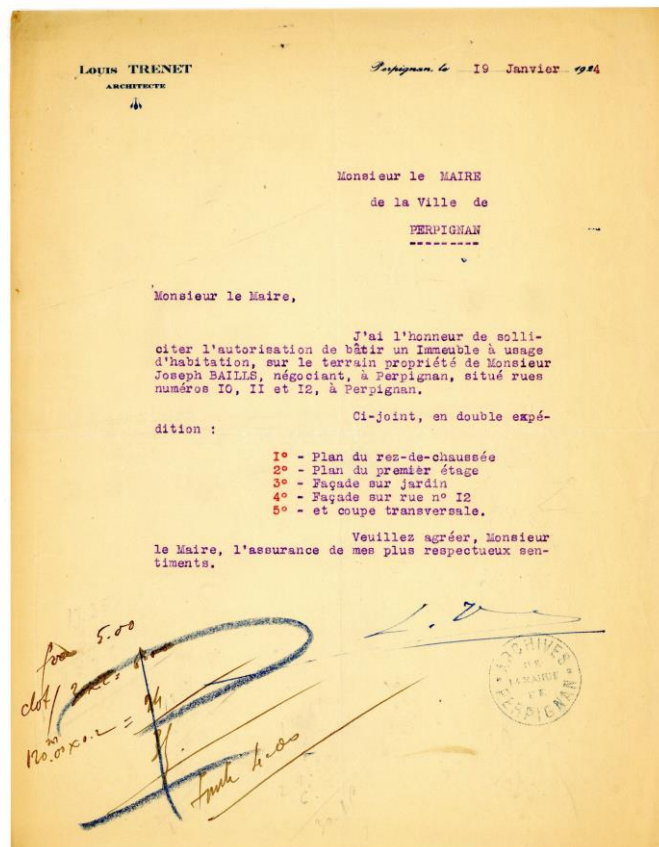 LOUIS TRENET
ARCHITECTE
Perpignan, le 19 Janvier 1924
Monsieur le MAIRE
de la Ville de
PERPIGNAN
---------
Monsieur le Maire,
J'ai l'honneur de solli-
citer l'autorisation de bâtir un Immeuble à usage
d'habitation, sur le terrain propriété de Monsieur
Joseph BAILLS, négociant, à Perpignan, situé rues
numéros IO, II et I2, à Perpignan.
Ci-joint, en double expé-
dition :
I° - Plan du rez-de-chaussée
2° - Plan du premièr étage
3° - Façade sur jardin
4° - Façade sur rue n° I2
5° - et coupe transversale.
Veuillez agréer, Monsieur
le Maire, l'assurance de mes plus respectueux sen-
timents.
5.00
= 24
4.00
ARCHIVES
DE
LA MAIRIE
DE
PERPIGNAN